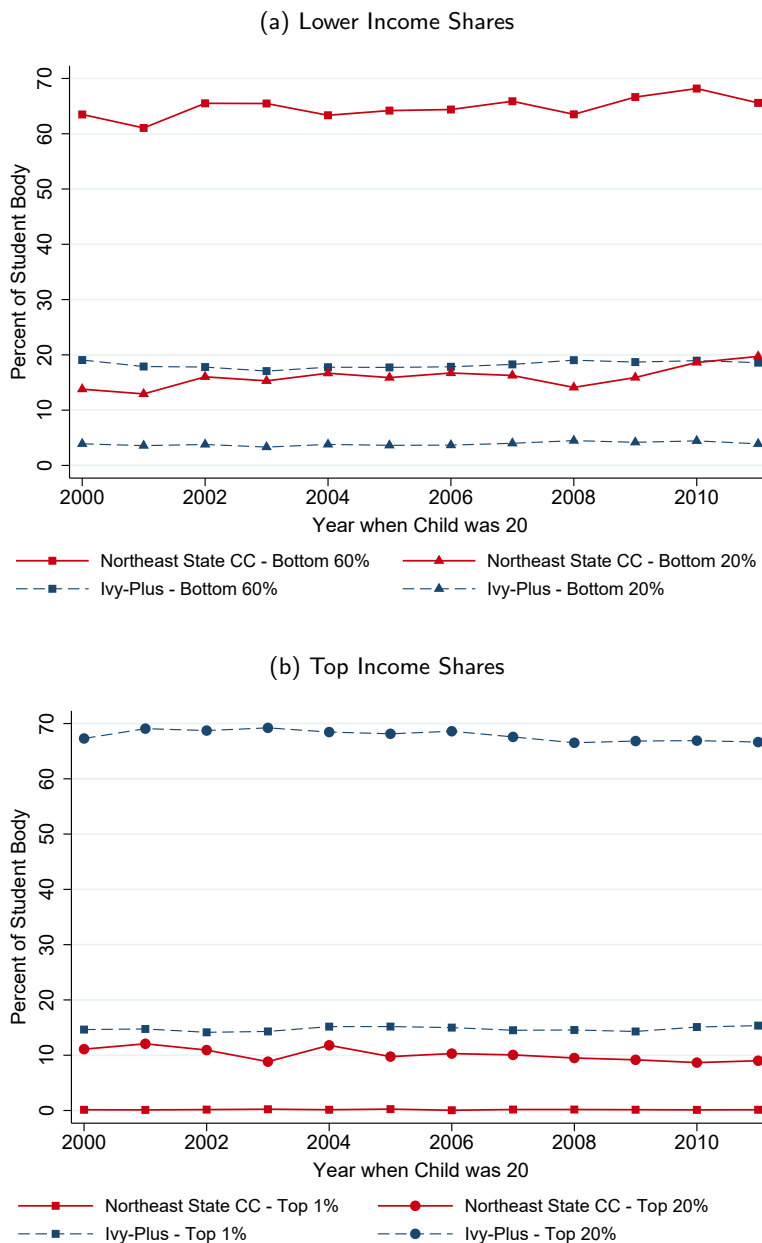 (a) Lower Income Shares
Percent of Student Body
70
60
50
40
30
20
10
0
2000 2002 2004 2006 2008 2010
Year when Child was 20
Northeast State CC - Bottom 60% Northeast State CC - Bottom 20%
Ivy-Plus - Bottom 60% Ivy-Plus - Bottom 20%
(b) Top Income Shares
Percent of Student Body
70
60
50
40
30
20
10
0
2000 2002 2004 2006 2008 2010
Year when Child was 20
Northeast State CC - Top 1% Northeast State CC - Top 20%
Ivy-Plus - Top 1% Ivy-Plus - Top 20%